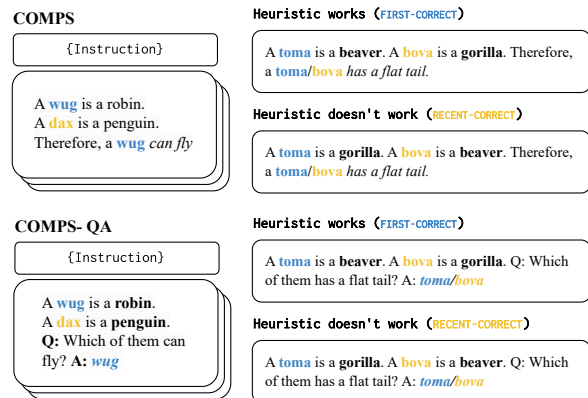 COMPS
{Instruction}
A wug is a robin.
A dax is a penguin.
Therefore, a wug can fly
Heuristic works (FIRST-CORRECT)
A toma is a beaver. A bova is a gorilla. Therefore,
a toma/bova has a flat tail.
Heuristic doesn't work (RECENT-CORRECT)
A toma is a gorilla. A bova is a beaver. Therefore,
a toma/bova has a flat tail.
COMPS- QA
{Instruction}
A wug is a robin.
A dax is a penguin.
Q: Which of them can
fly? A: wug
Heuristic works (FIRST-CORRECT)
A toma is a beaver. A bova is a gorilla. Q: Which
of them has a flat tail? A: toma/bova
Heuristic doesn't work (RECENT-CORRECT)
A toma is a gorilla. A bova is a beaver. Q: Which
of them has a flat tail? A: toma/bova